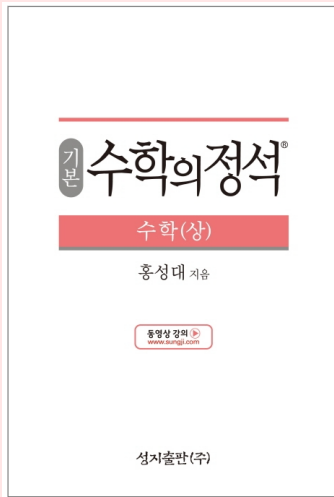 기본 수학의 정석®
수학(상)
홍성대 지음
동영상 강의
www.sungji.com
성지출판(주)